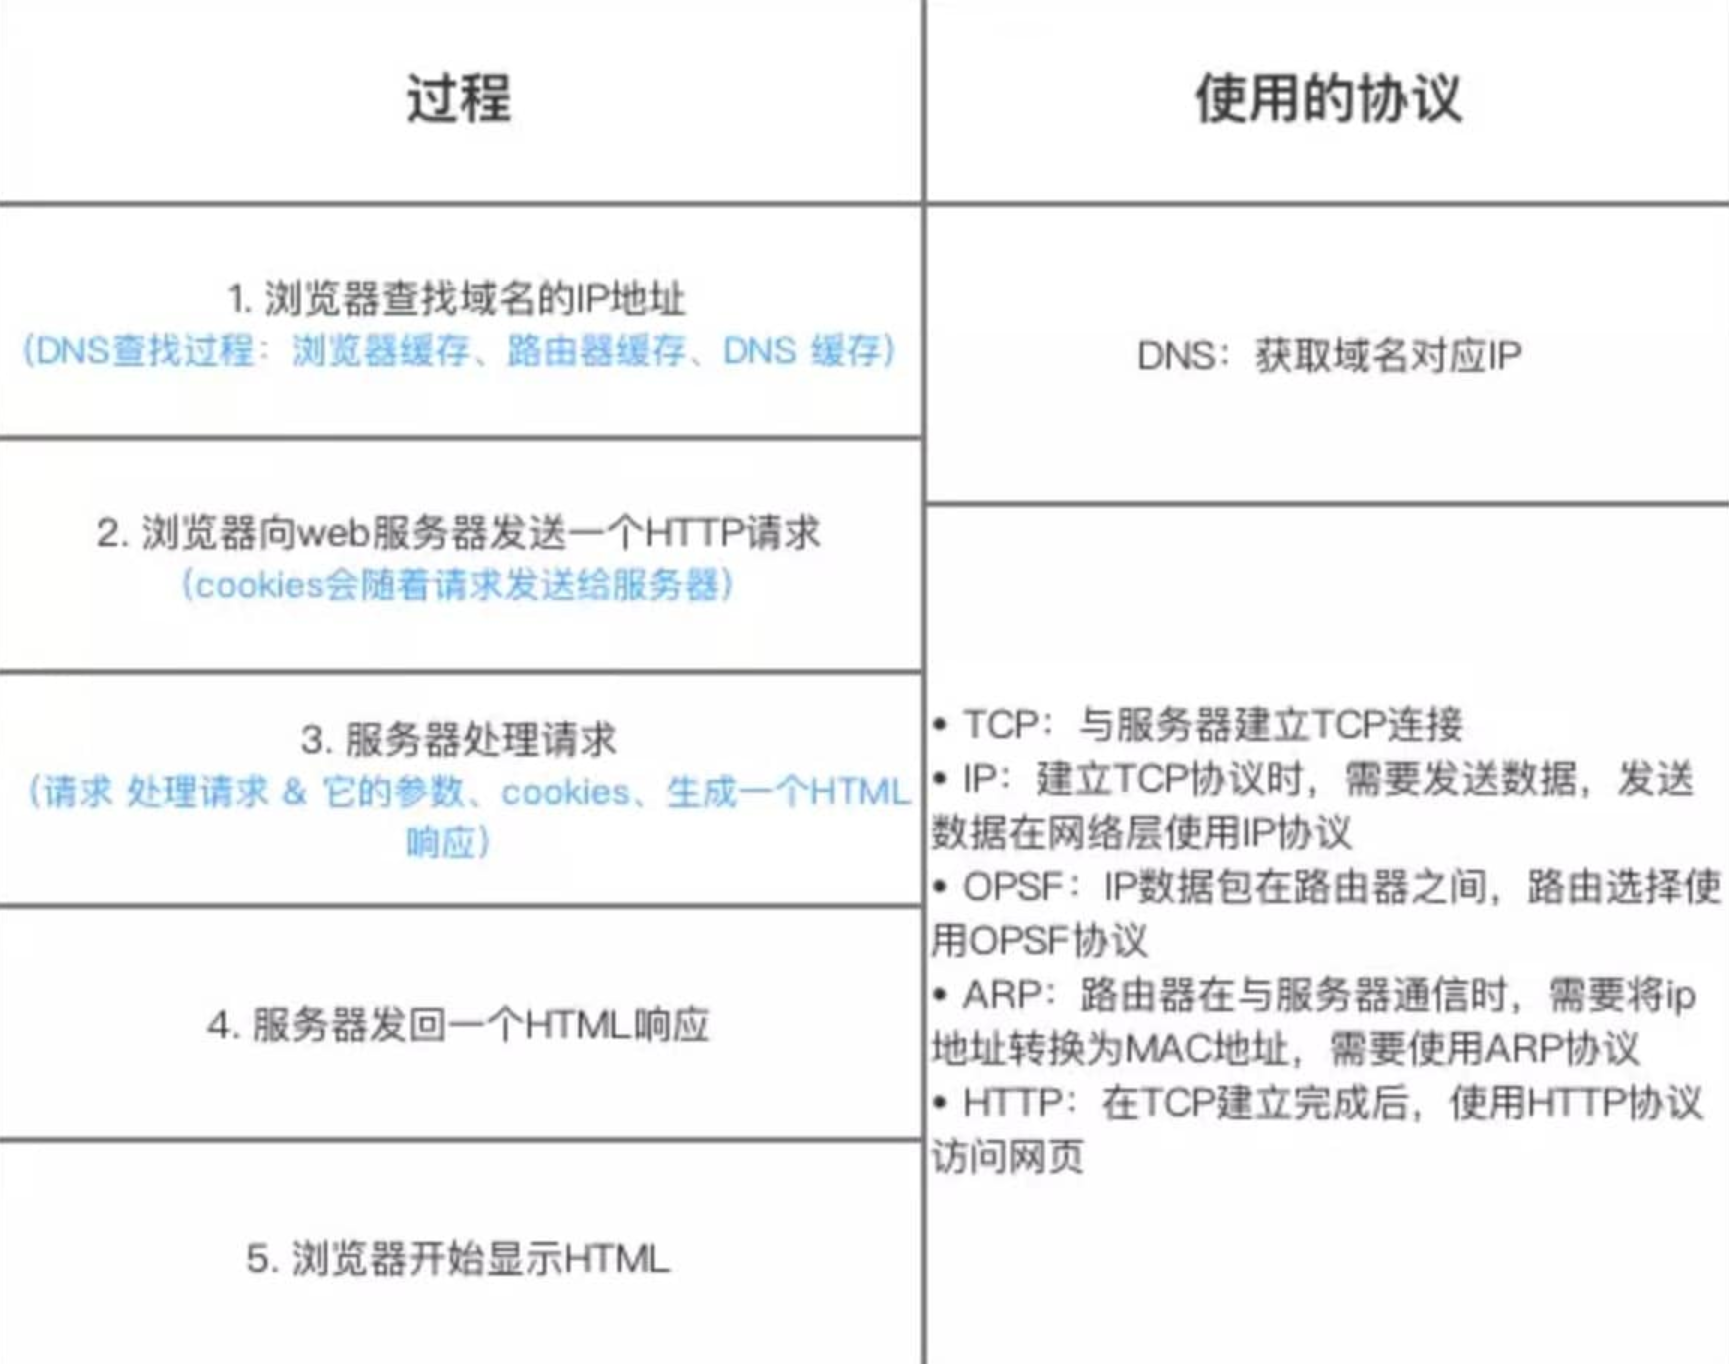 过程
使用的协议
1. 浏览器查找域名的IP地址
(DNS查找过程：浏览器缓存、路由器缓存、DNS 缓存)
DNS：获取域名对应IP
2. 浏览器向web服务器发送一个HTTP请求
(cookies会随着请求发送给服务器)
3. 服务器处理请求
(请求 处理请求 & 它的参数、cookies、生成一个HTML
响应)
4. 服务器发回一个HTML响应
5. 浏览器开始显示HTML
• TCP：与服务器建立TCP连接
• IP：建立TCP协议时，需要发送数据，发送
数据在网络层使用IP协议
• OPSF：IP数据包在路由器之间，路由选择使
用OPSF协议
• ARP：路由器在与服务器通信时，需要将ip
地址转换为MAC地址，需要使用ARP协议
• HTTP：在TCP建立完成后，使用HTTP协议
访问网页